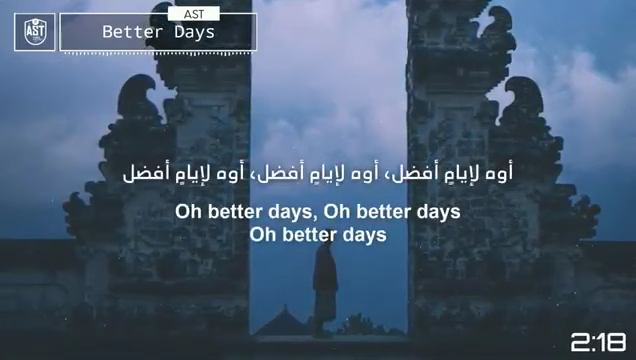 AST
AST
Better Days
أوه لإيامٍ أفضل، أوه لإيامٍ أفضل، أوه لإيامٍ أفضل
Oh better days, Oh better days
Oh better days
2:18